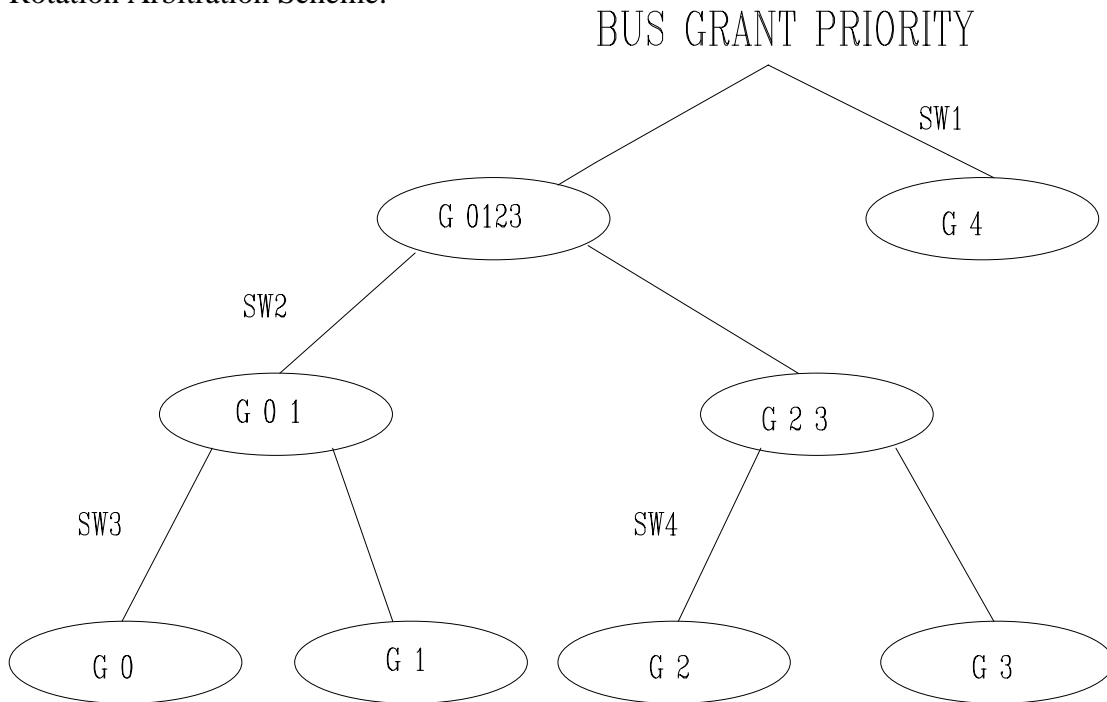 Rotation Arbitration Scheme.
BUS GRANT PRIORITY
SW1
G 0123
G 4
SW2
G 0 1
G 2 3
SW3
SW4
G 0
G 1
G 2
G 3